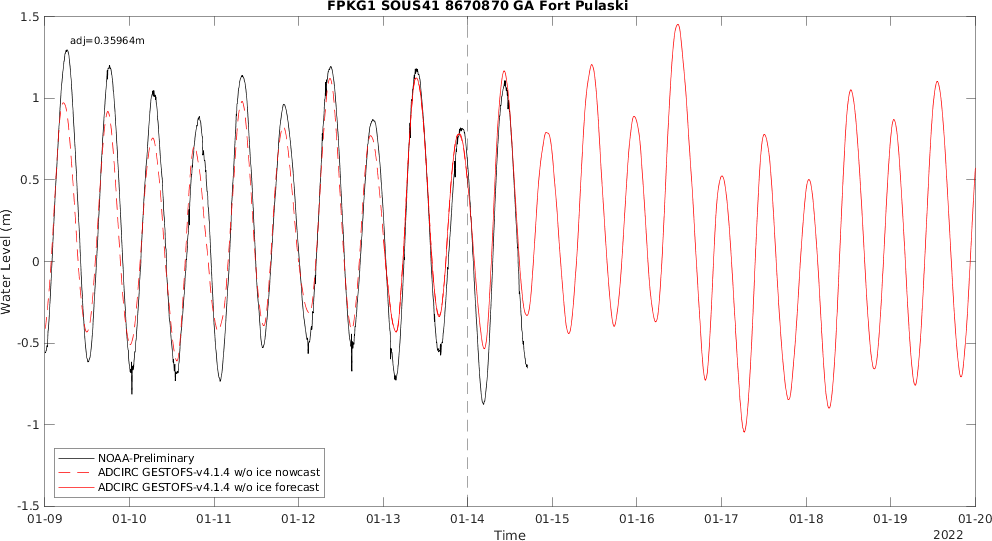 FPKG1 SOUS41 8670870 GA Fort Pulaski
adj=0.35964m
Water Level (m)
1.5
1
0.5
0
-0.5
-1
-1.5
NOAA-Preliminary
ADCIRC GESTOFS-v4.1.4 w/o ice nowcast
ADCIRC GESTOFS-v4.1.4 w/o ice forecast
01-09 01-10 01-11 01-12 01-13 01-14 01-15 01-16 01-17 01-18 01-19 01-20
Time
2022